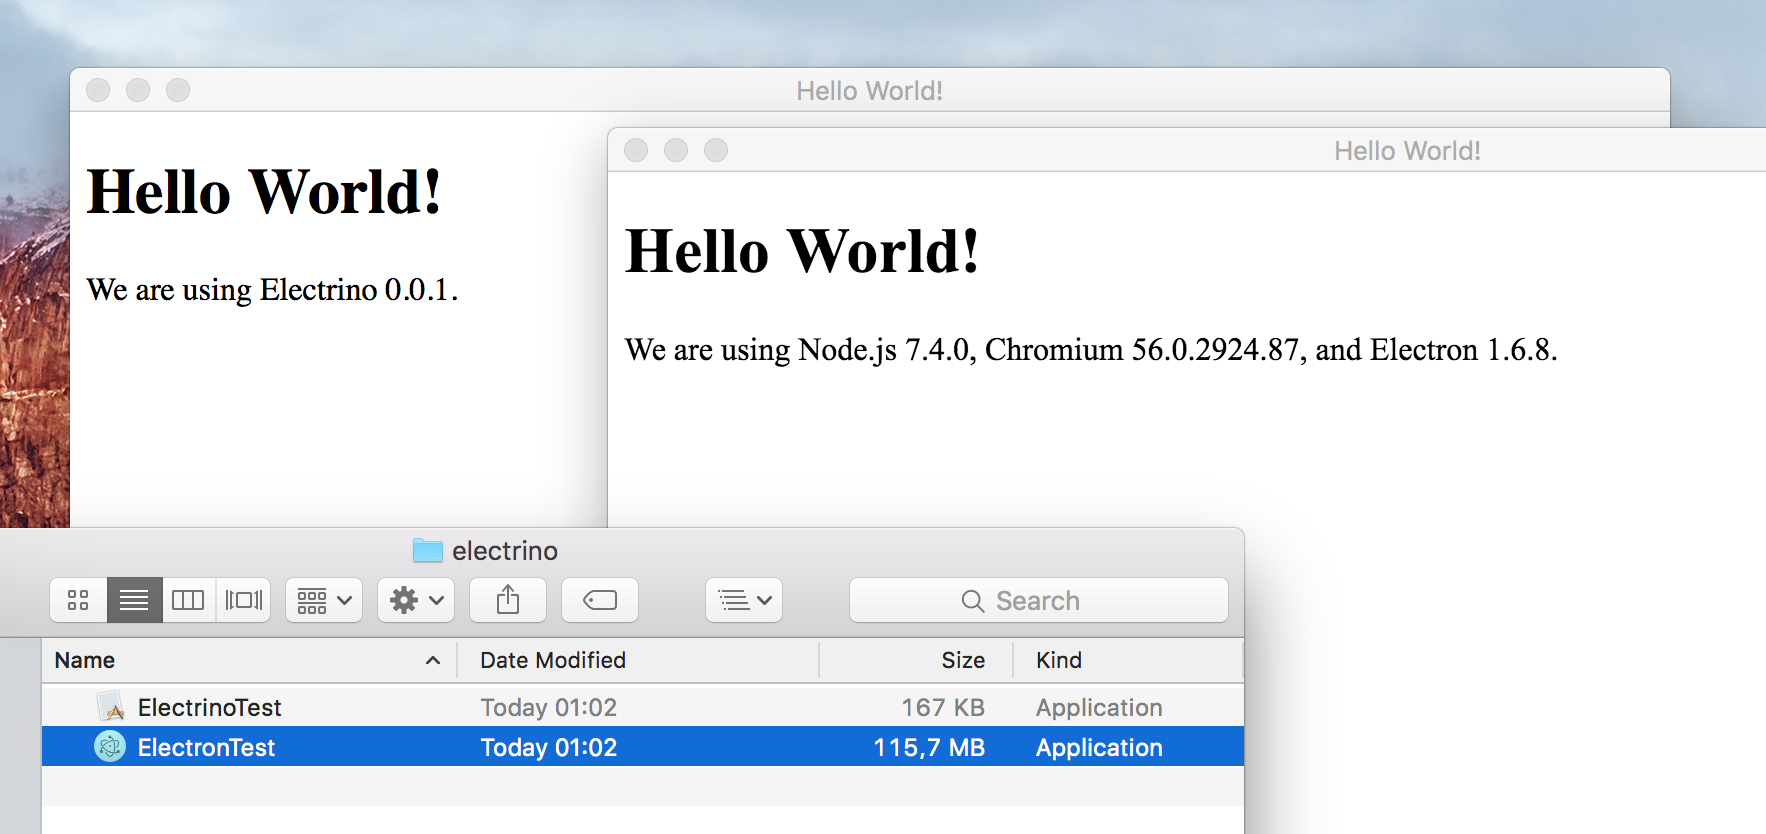 Hello World!
Hello World!
We are using Electrino 0.0.1.
Hello World!
Hello World!
We are using Node.js 7.4.0, Chromium 56.0.2924.87, and Electron 1.6.8.
electrino
Search
Name Date Modified Size Kind
ElectrinoTest Today 01:02 167 KB Application
ElectronTest Today 01:02 115,7 MB Application